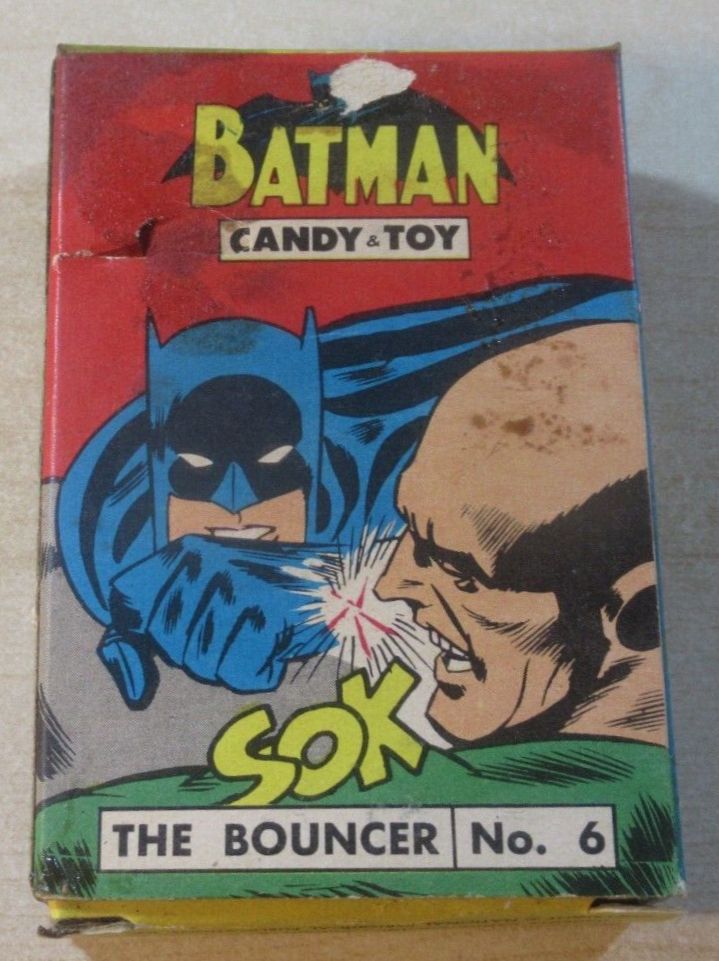 BATMAN
CANDY & TOY
SOK
THE BOUNCER No. 6